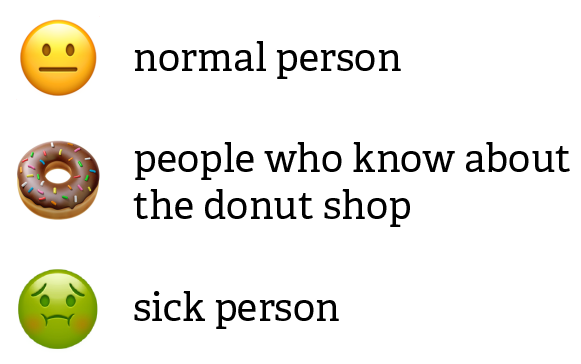 normal person
people who know about
the donut shop
sick person